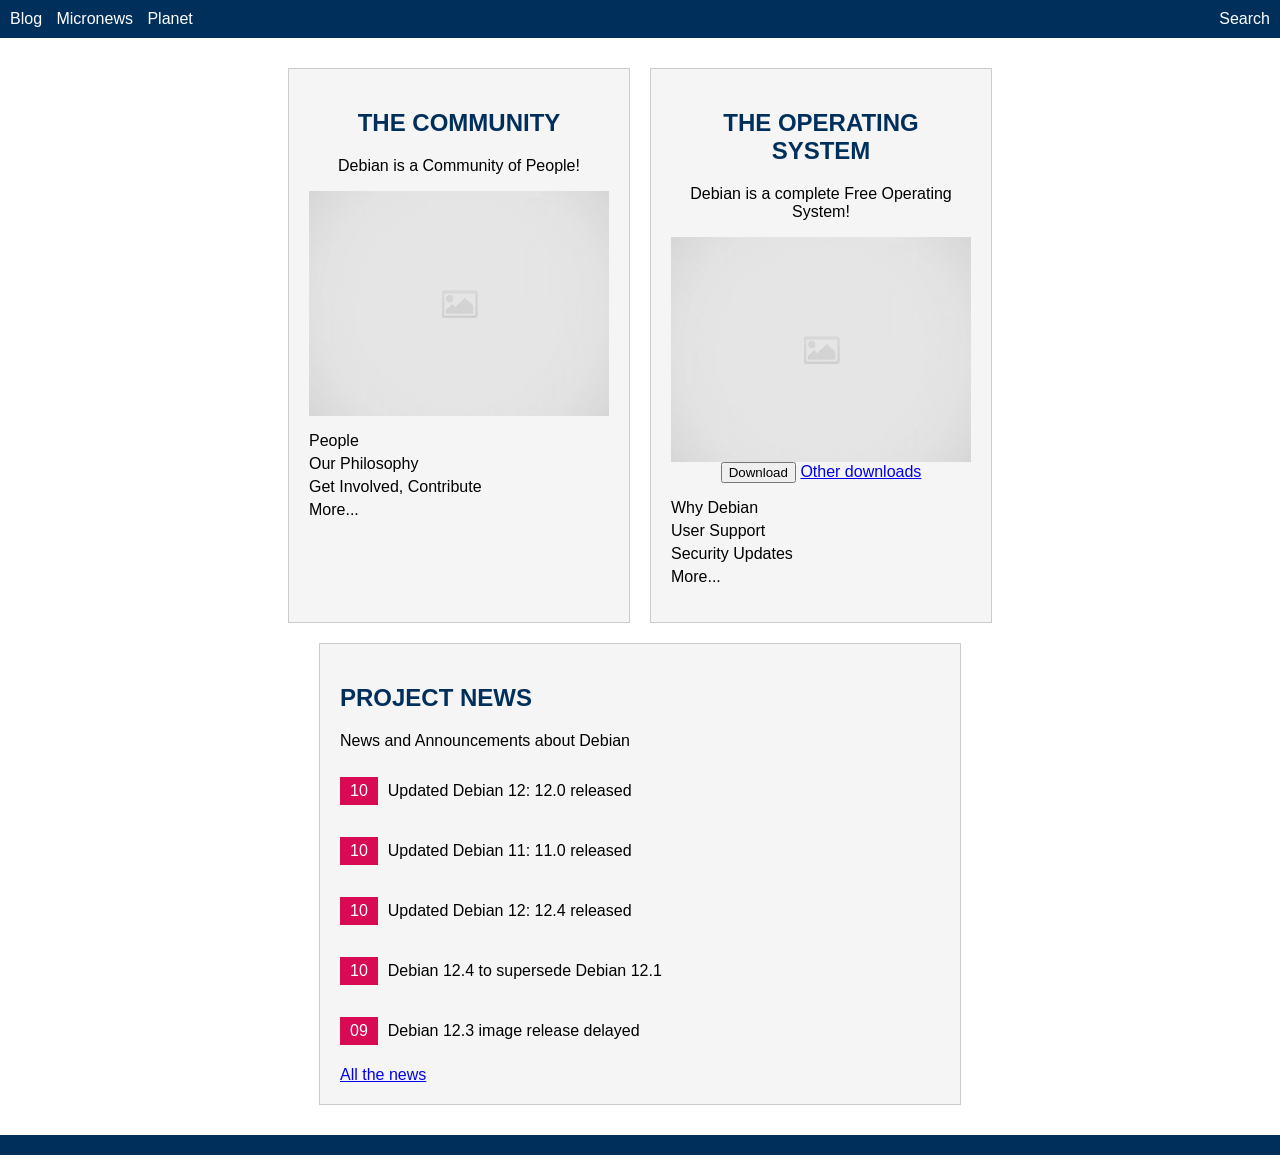 Blog Micronews Planet Search
THE COMMUNITY
Debian is a Community of People!
People
Our Philosophy
Get Involved, Contribute
More...
THE OPERATING
SYSTEM
Debian is a complete Free Operating
System!
Download Other downloads
Why Debian
User Support
Security Updates
More...
PROJECT NEWS
News and Announcements about Debian
10 Updated Debian 12: 12.0 released
10 Updated Debian 11: 11.0 released
10 Updated Debian 12: 12.4 released
10 Debian 12.4 to supersede Debian 12.1
09 Debian 12.3 image release delayed
All the news